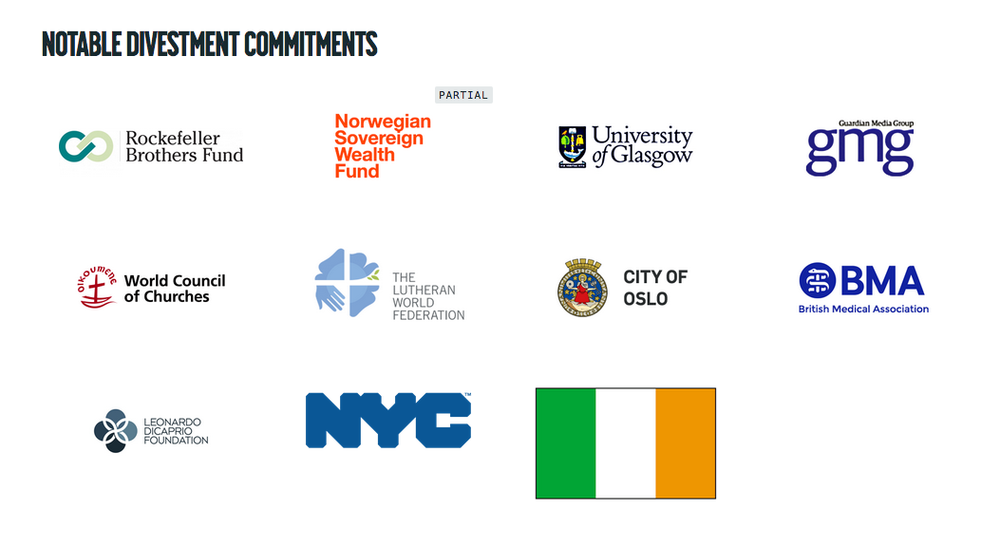 NOTABLE DIVESTMENT COMMITMENTS
PARTIAL
Rockefeller
Brothers Fund
Norwegian
Sovereign
Wealth
Fund
University
of Glasgow
Guardian Media Group
gmg
OIKOUMENE
World Council
of Churches
THE
LUTHERAN
WORLD
FEDERATION
CITY OF
OSLO
BMA
British Medical Association
LEONARDO
DICAPRIO
FOUNDATION
NYC™